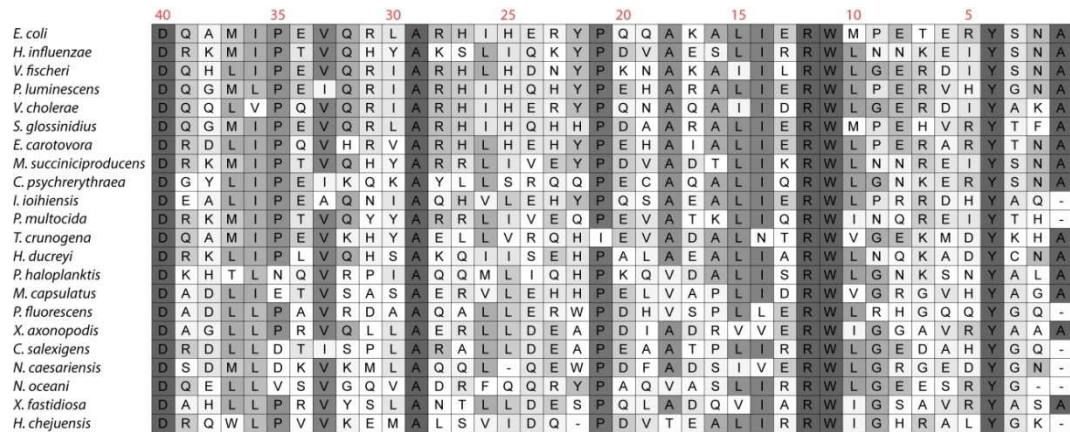 40 35 30 25 20 15 10 5
E. coli D Q A M I P E V Q R L A R H I H E R Y P Q Q A K A L I E R W M P E T E R Y S N A
H. influenzae D R K M I P T V Q H Y A K S L I Q K Y P D V A E S L I R R W L N N K E I Y S N A
V. fischeri D Q H L I P E V Q R I A R H L H D N Y P K N A K A I I L R W L G E R D I Y S N A
P. luminescens D Q G M L P E I Q R I A R H I H Q H Y P E H A R A L I E R W L P E R V H Y G N A
V. cholerae D Q Q L V P Q V Q R I A R H I H E R Y P Q N A Q A I I D R W L G E R D I Y A K A
S. glossinidius D Q G M I P E V Q R L A R H I H Q H H P D A A R A L I E R W M P E H V R Y T F A
E. carotovora D R D L I P Q V H R V A R H L H E H Y P E H A I A L I E R W L P E R A R Y T N A
M. succiniciproducens D R K M I P T V Q H Y A R R L I V E Y P D V A D T L I K R W L N N R E I Y S N A
C. psychrerythraea D G Y L I P E I K Q K A Y L L S R Q Q P E C A Q A L I Q R W L G N K E R Y S N A
I. ioihiensis D E A L I P E A Q N I A Q H V L E H Y P Q S A E A L I E R W L P R R D H Y A Q -
P. multocida D R K M I P T V Q Y Y A R R L I V E Q P E V A T K L I Q R W I N Q R E I Y T H -
T. crunogena D Q A M I P E V K H Y A E L L V R Q H I E V A D A L N T R W V G E K M D Y K H A
H. ducreyi D R K L I P L V Q H S A K Q I I S E H P A L A E A L I A R W L N Q K A D Y C N A
P. haloplanktis D K H T L N Q V R P I A Q Q M L I Q H P K Q V D A L I S R W L G N K S N Y A L A
M. capsulatus D A D L I E T V S A S A E R V L E H H P E L V A P L I D R W V G R G V H Y A G A
P. fluorescens D A D L L P A V R D A A Q A L L E R W P D H V S P L L E R W L R H G Q Q Y G Q -
X. axonopodis D A G L L P R V Q L L A E R L L D E A P D I A D R V V E R W I G G A V R Y A A A
C. salexigens D R D L L D T I S P L A R A L L D E A P E A A T P L I R R W L G E D A H Y G Q -
N. caesariensis D S D M L D K V K M L A Q Q L - Q E W P D F A D S I V E R W L G R G E D Y G N -
N. oceani D Q E L L V S V G Q V A D R F Q Q R Y P A Q V A S L I R R W L G E E S R Y G - -
X. fastidiosa D A H L L P R V Y S L A N T L L D E S P Q L A D Q V I A R W I G S A V R Y A S A
H. chejuensis D R Q W L P V V K E M A L S V I D Q - P D V T E A L I R R W I G H R A L Y G K -